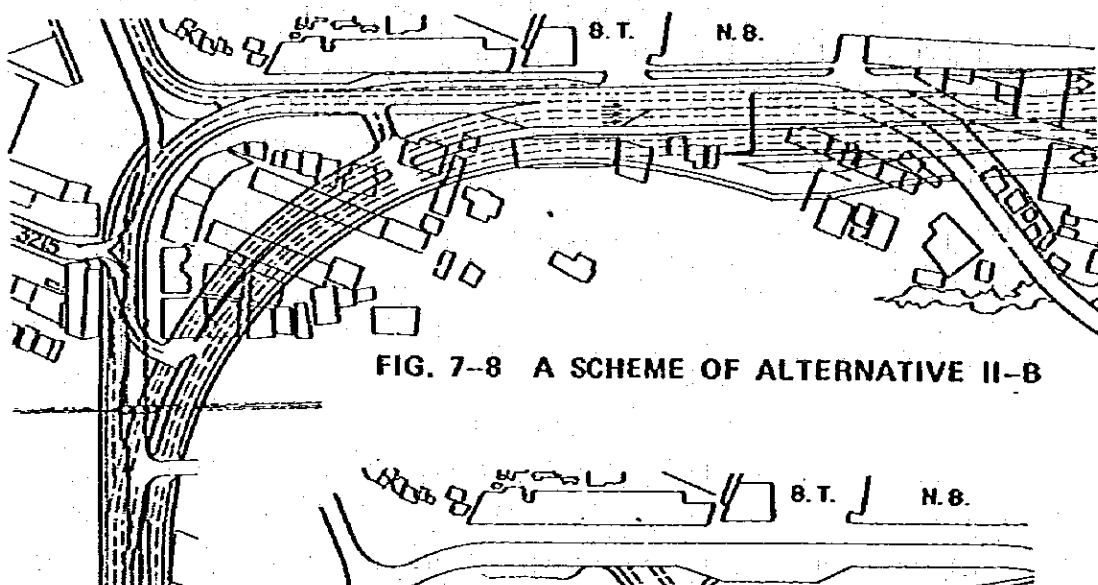 B. T. N. B.
3215
FIG. 7-8 A SCHEME OF ALTERNATIVE II-B
B. T. N. B.